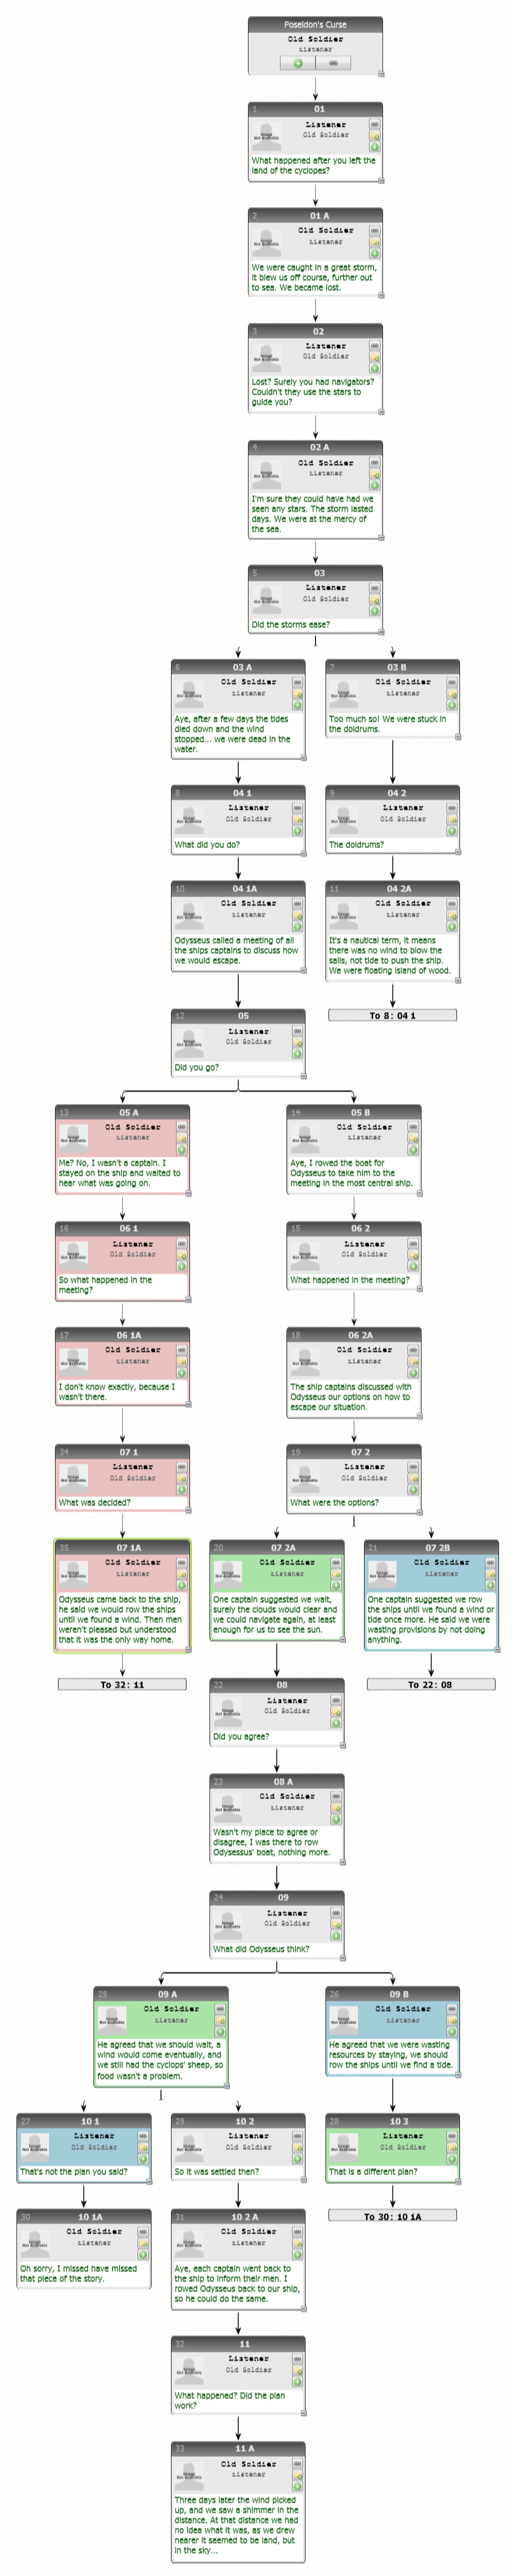 Poseidon's Curse
Old Soldier
Listener
1 01
Listener
Old Soldier
What happened after you left the
land of the cyclopes?
2 01 A
Old Soldier
Listener
We were caught in a great storm,
it blew us off course, further out
to sea. We became lost.
3 02
Listener
Old Soldier
Lost? Surely you had navigators?
Couldn't they use the stars to
guide you?
4 02 A
Old Soldier
Listener
I'm sure they could have had we
seen any stars. The storm lasted
days. We were at the mercy of
the sea.
5 03
Listener
Old Soldier
Did the storms ease?
6 03 A
Old Soldier
Listener
Aye, after a few days the tides
died down and the wind
stopped... we were dead in the
water.
7 03 B
Old Soldier
Listener
Too much so! We were stuck in
the doldrums.
8 04 1
Listener
Old Soldier
What did you do?
9 04 2
Listener
Old Soldier
The doldrums?
10 04 1A
Old Soldier
Listener
Odysseus called a meeting of all
the ships captains to discuss how
we would escape.
11 04 2A
Old Soldier
Listener
It's a nautical term, it means
there was no wind to blow the
sails, not tide to push the ship.
We were floating island of wood.
To 8: 04 1
12 05
Listener
Old Soldier
Did you go?
13 05 A
Old Soldier
Listener
Me? No, I wasn't a captain. I
stayed on the ship and waited to
hear what was going on.
14 05 B
Old Soldier
Listener
Aye, I rowed the boat for
Odysseus to take him to the
meeting in the most central ship.
16 06 1
Listener
Old Soldier
So what happened in the
meeting?
15 06 2
Listener
Old Soldier
What happened in the meeting?
17 06 1A
Old Soldier
Listener
I don't know exactly, because I
wasn't there.
18 06 2A
Old Soldier
Listener
The ship captains discussed with
Odysseus our options on how to
escape our situation.
34 07 1
Listener
Old Soldier
What was decided?
19 07 2
Listener
Old Soldier
What were the options?
35 07 1A
Old Soldier
Listener
Odysseus came back to the ship,
he said we would row the ships
until we found a wind. Then men
weren't pleased but understood
that it was the only way home.
20 07 2A
Old Soldier
Listener
One captain suggested we wait,
surely the clouds would clear and
we could navigate again, at least
enough for us to see the sun.
21 07 2B
Old Soldier
Listener
One captain suggested we row
the ships until we found a wind or
tide once more. He said we were
wasting provisions by not doing
anything.
To 32: 11
To 22: 08
22 08
Listener
Old Soldier
Did you agree?
23 08 A
Old Soldier
Listener
Wasn't my place to agree or
disagree, I was there to row
Odysessus' boat, nothing more.
24 09
Listener
Old Soldier
What did Odysseus think?
25 09 A
Old Soldier
Listener
He agreed that we should wait, a
wind would come eventually, and
we still had the cyclops' sheep, so
food wasn't a problem.
26 09 B
Old Soldier
Listener
He agreed that we were wasting
resources by staying, we should
row the ships until we find a tide.
27 10 1
Listener
Old Soldier
That's not the plan you said?
29 10 2
Listener
Old Soldier
So it was settled then?
28 10 3
Listener
Old Soldier
That is a different plan?
30 10 1A
Old Soldier
Listener
Oh sorry, I missed have missed
that piece of the story.
31 10 2 A
Old Soldier
Listener
Aye, each captain went back to
the ship to inform their men. I
rowed Odysseus back to our ship,
so he could do the same.
To 30: 10 1A
32 11
Listener
Old Soldier
What happened? Did the plan
work?
33 11 A
Old Soldier
Listener
Three days later the wind picked
up, and we saw a shimmer in the
distance. At that distance we had
no idea what it was, as we drew
nearer it seemed to be land, but
in the sky...